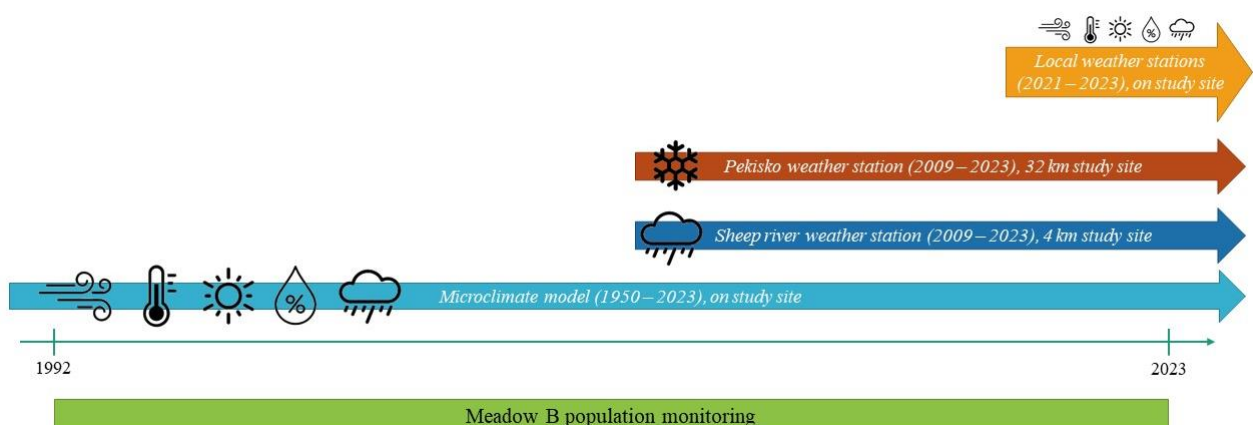 Local weather stations
(2021 – 2023), on study site
Pekisko weather station (2009 – 2023), 32 km study site
Sheep river weather station (2009 – 2023), 4 km study site
%
Microclimate model (1950 – 2023), on study site
1992
2023
Meadow B population monitoring